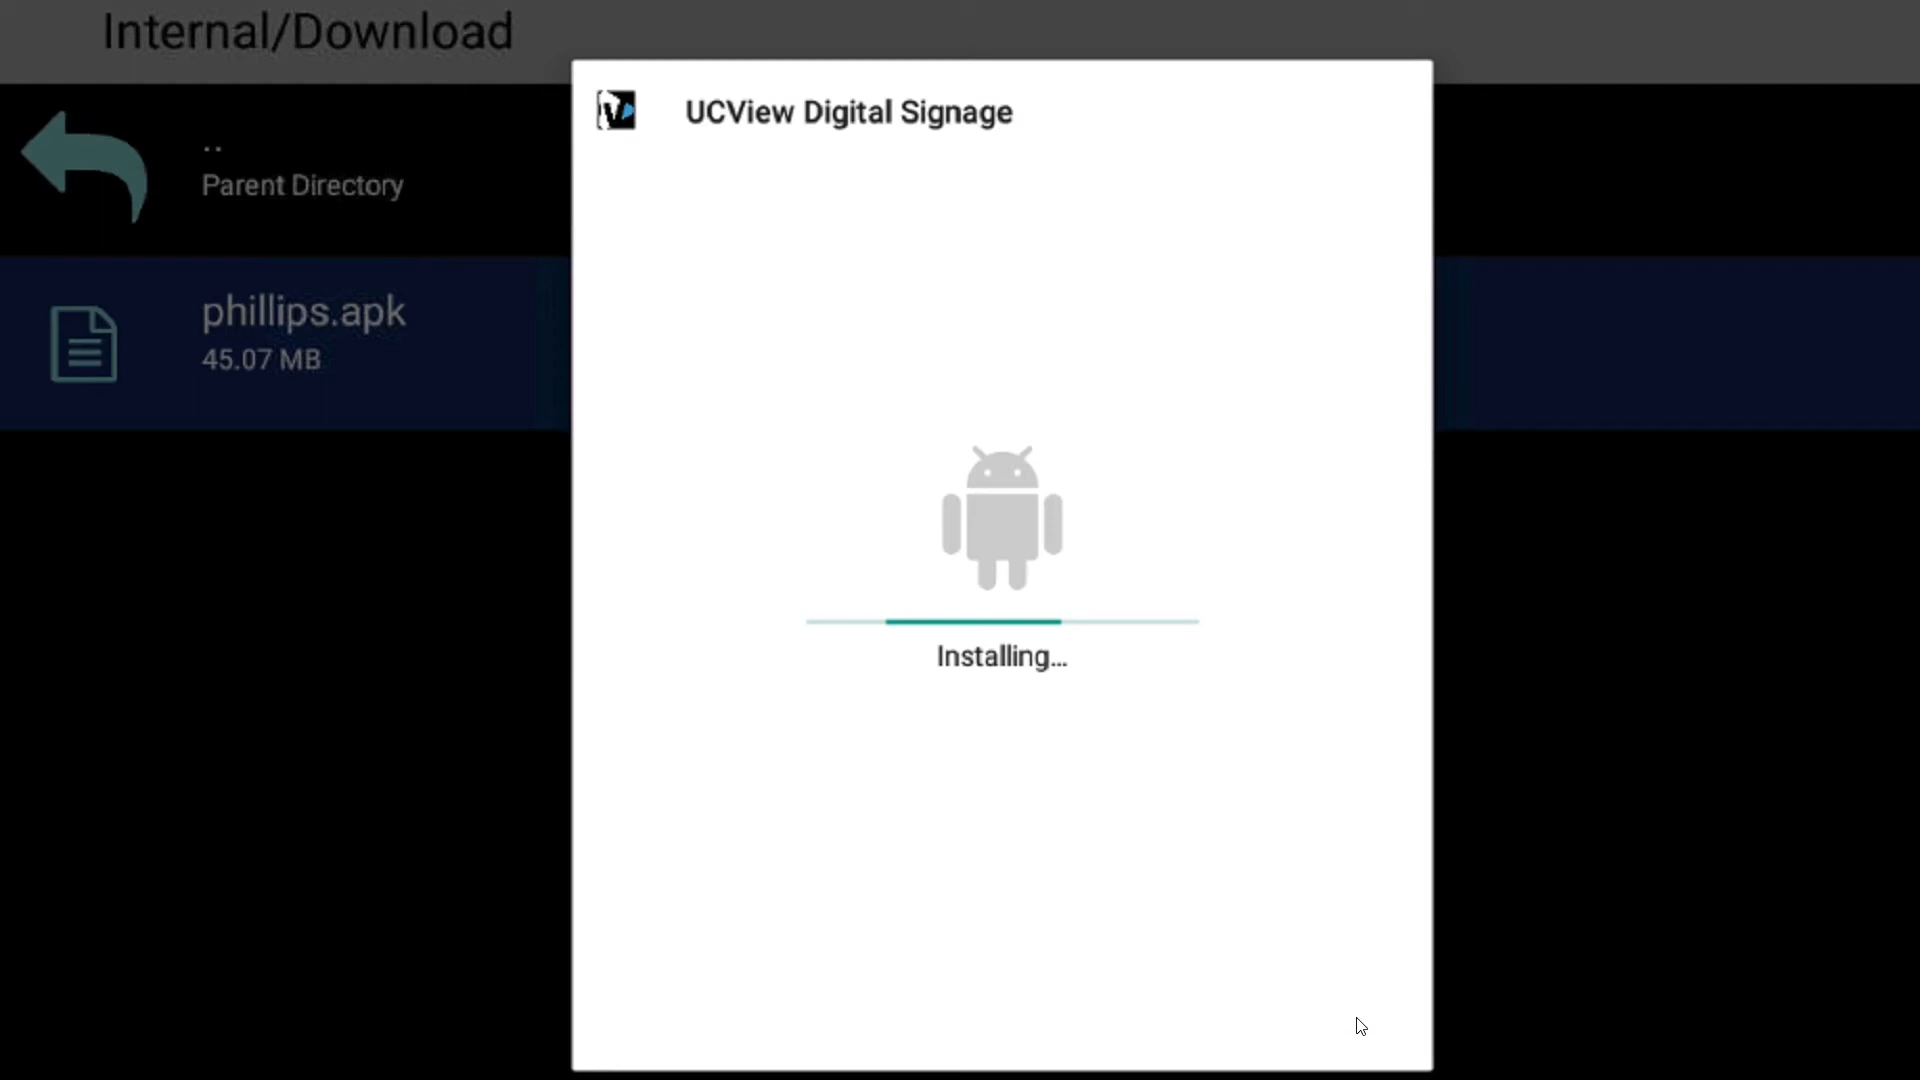 Internal/Download
UCView Digital Signage
..
Parent Directory
phillips.apk
45.07 MB
Installing...